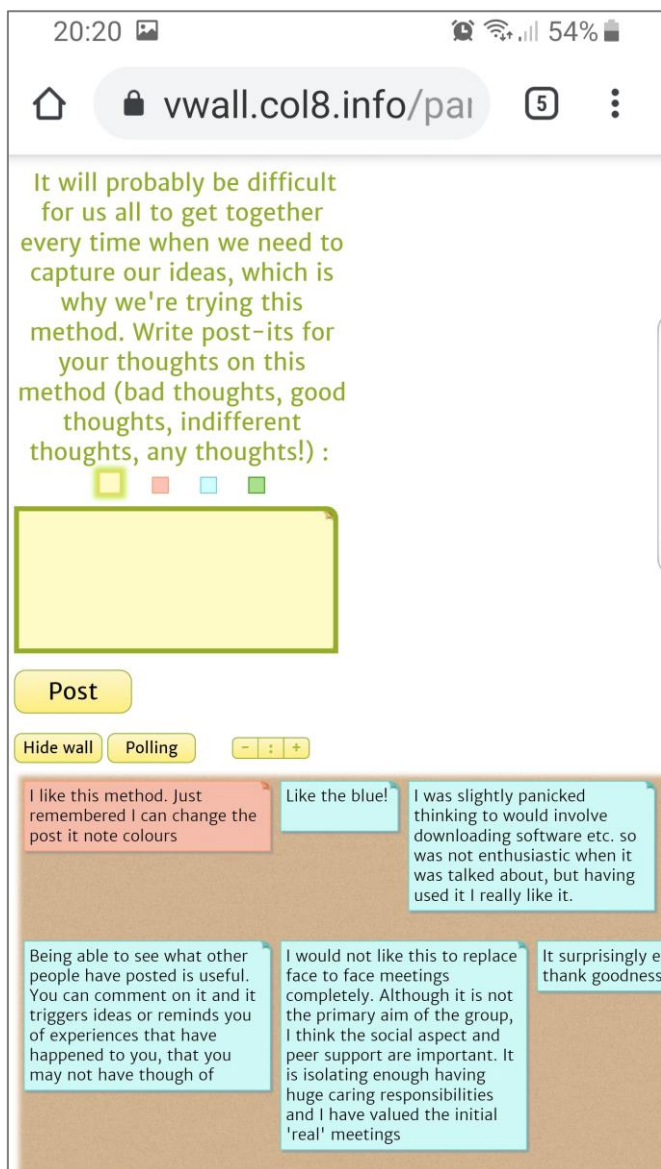 20:20
54%
vwall.col8.info/pai
5
It will probably be difficult
for us all to get together
every time when we need to
capture our ideas, which is
why we're trying this
method. Write post-its for
your thoughts on this
method (bad thoughts, good
thoughts, indifferent
thoughts, any thoughts!) :
Post
Hide wall
Polling
- : +
I like this method. Just
remembered I can change the
post it note colours
Like the blue!
I was slightly panicked
thinking to would involve
downloading software etc. so
was not enthusiastic when it
was talked about, but having
used it I really like it.
Being able to see what other
people have posted is useful.
You can comment on it and it
triggers ideas or reminds you
of experiences that have
happened to you, that you
may not have though of
I would not like this to replace
face to face meetings
completely. Although it is not
the primary aim of the group,
I think the social aspect and
peer support are important. It
is isolating enough having
huge caring responsibilities
and I have valued the initial
'real' meetings
It surprisingly e
thank goodness